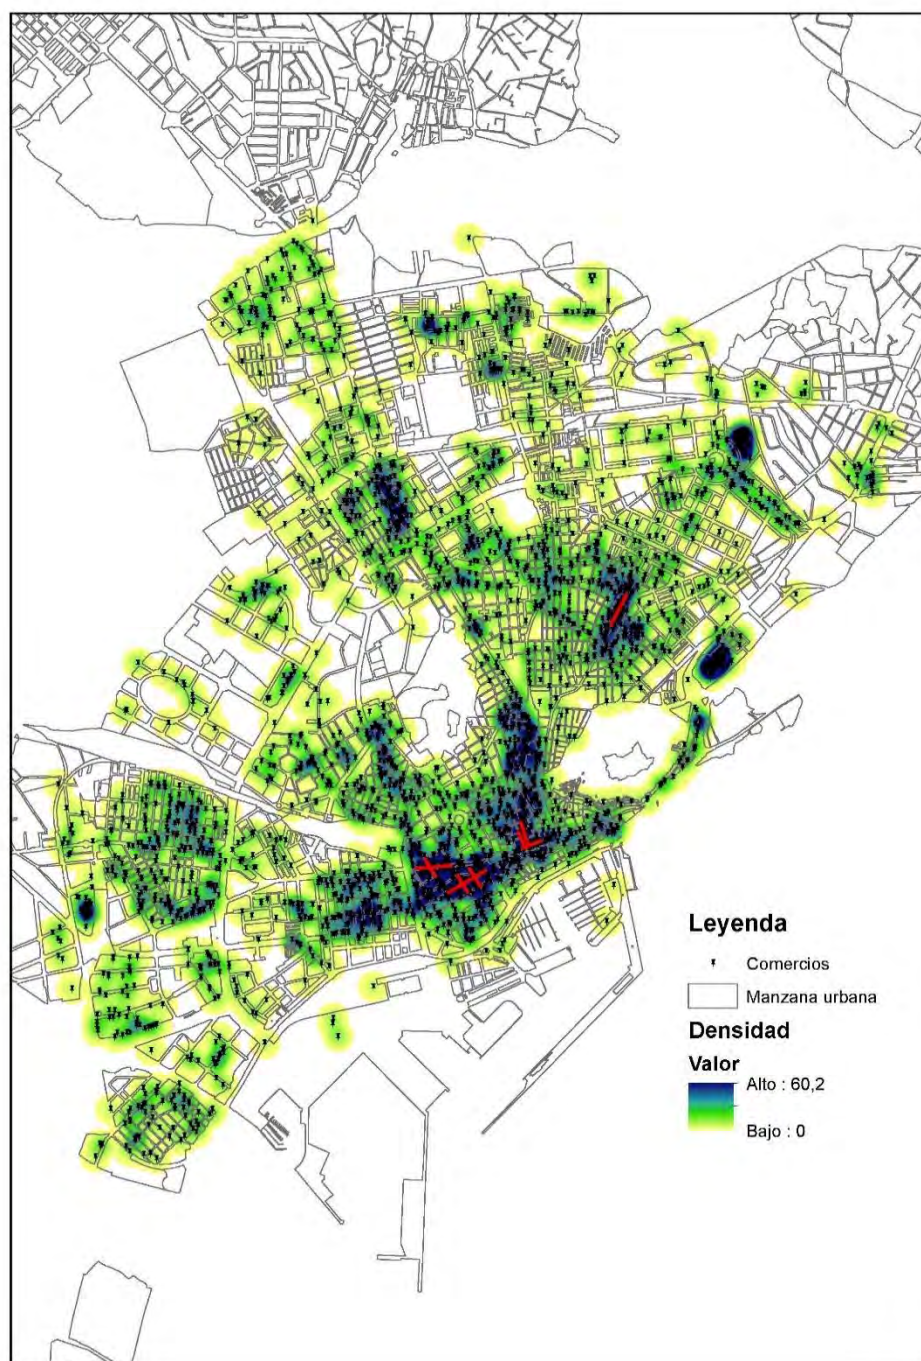 Leyenda
Comercios
Manzana urbana
Densidad
Valor
Alto : 60,2
Bajo : 0